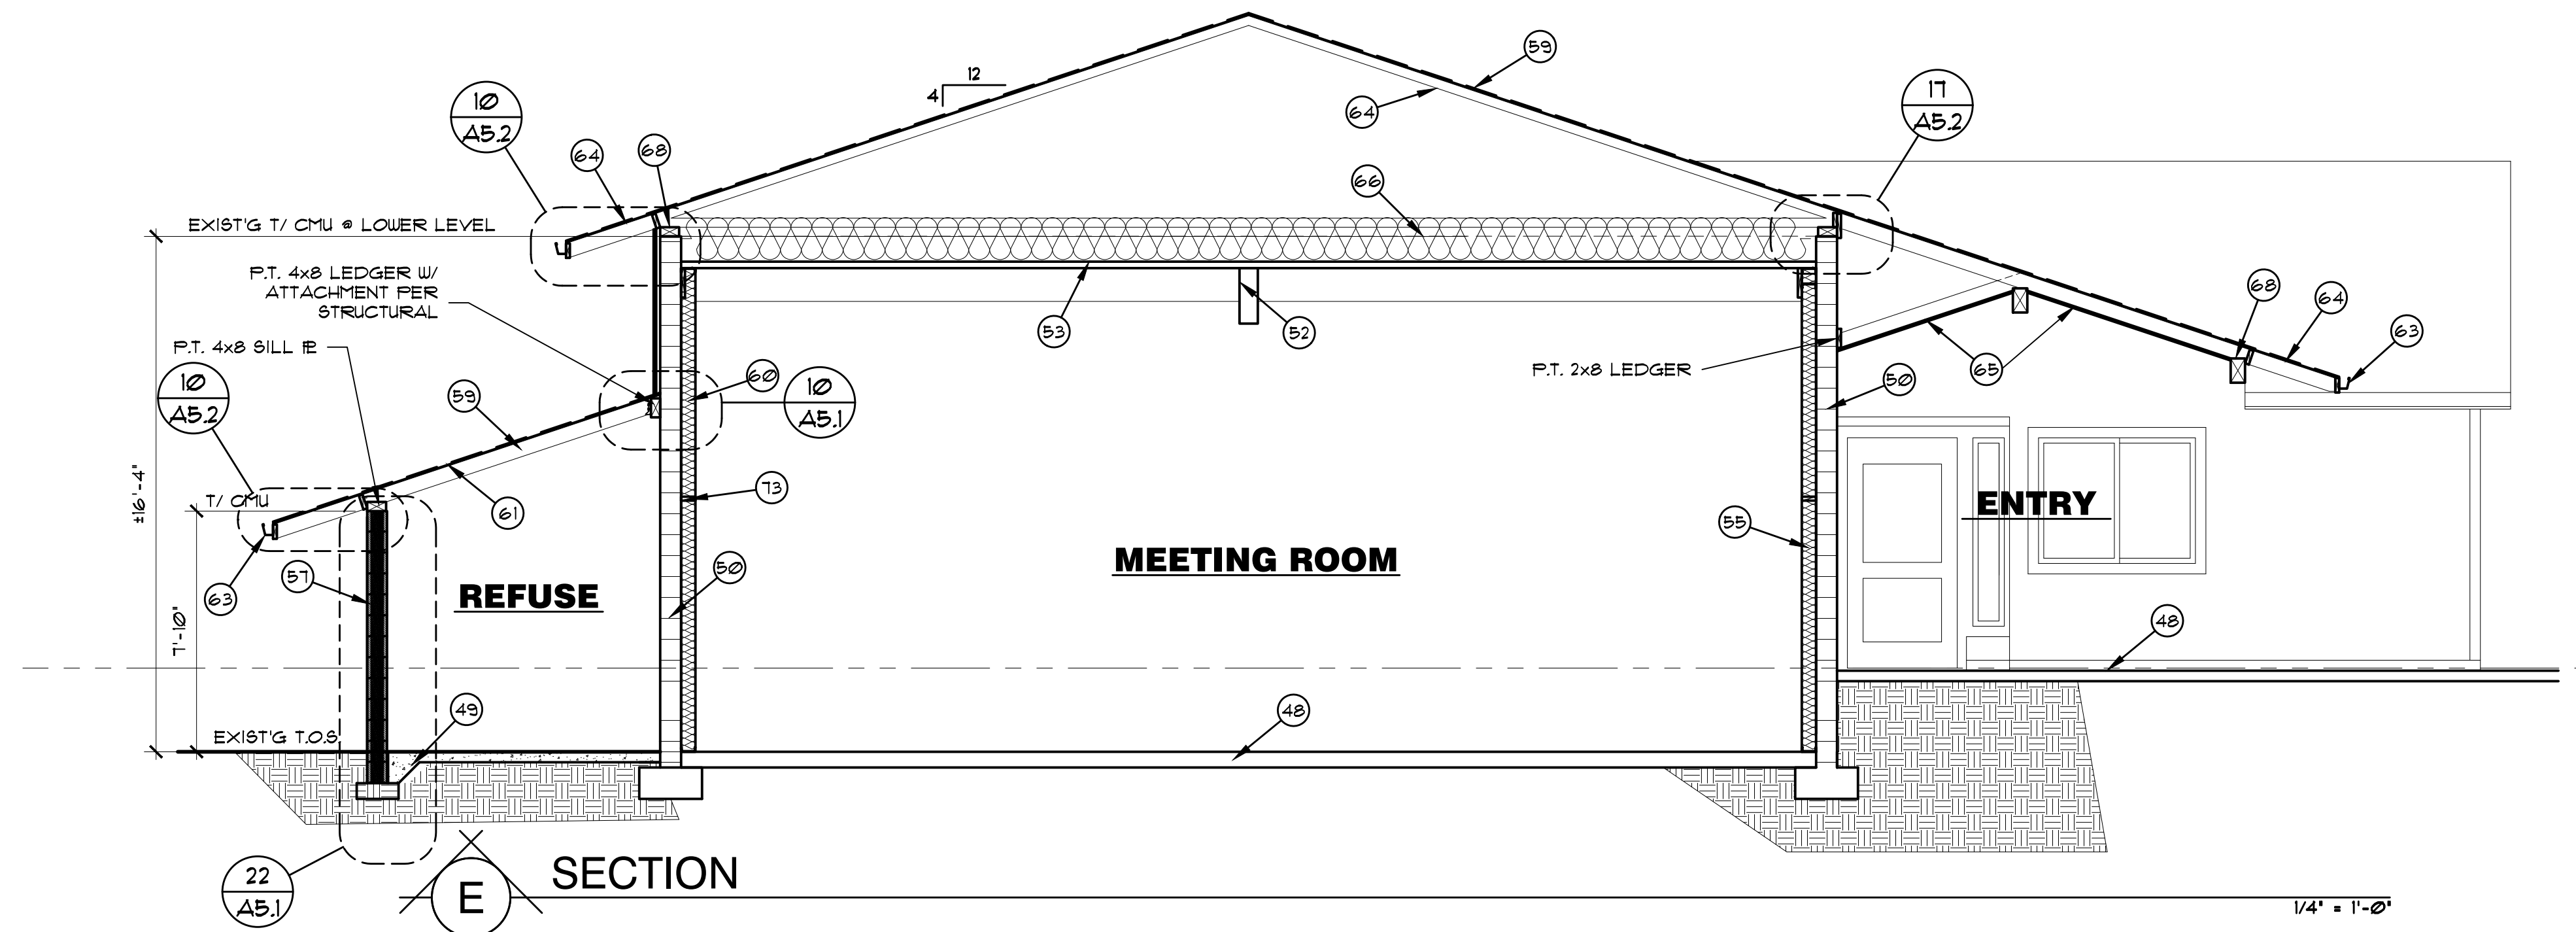 59
12
4
10
A5.2
17
A5.2
64
64
68
66
EXIST'G T/ CMU @ LOWER LEVEL
P.T. 4x8 LEDGER W/
ATTACHMENT PER
STRUCTURAL
53
52
68
64
63
P.T. 4x8 SILL PL
10
A5.2
59
60
10
A5.1
P.T. 2x8 LEDGER
65
50
±16'-4"
T/ CMU
61
73
55
ENTRY
MEETING ROOM
57
63
REFUSE
50
7'-10"
48
49
48
EXIST'G T.O.S.
22
A5.1
E
SECTION
1/4" = 1'-0"